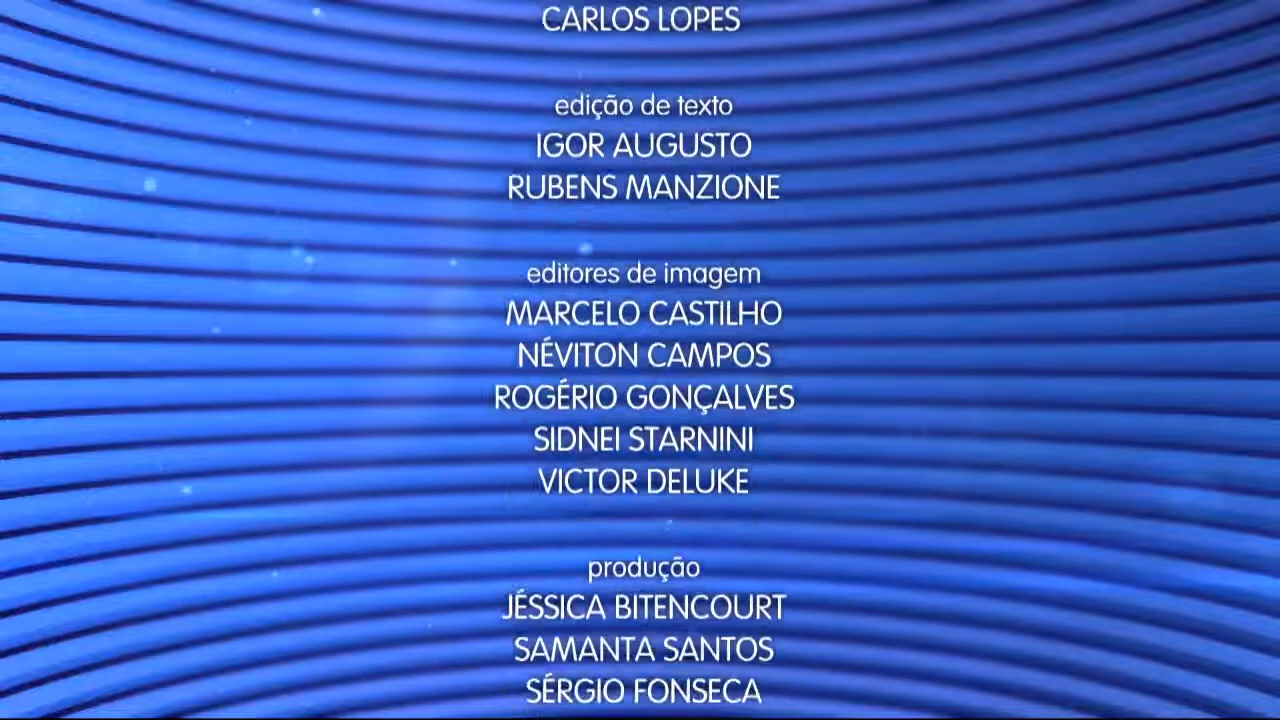 CARLOS LOPES
edição de texto
IGOR AUGUSTO
RUBENS MANZIONE
editores de imagem
MARCELO CASTILHO
NÉVITON CAMPOS
ROGÉRIO GONÇALVES
SIDNEI STARNINI
VICTOR DELUKE
produção
JÉSSICA BITENCOURT
SAMANTA SANTOS
SÉRGIO FONSECA